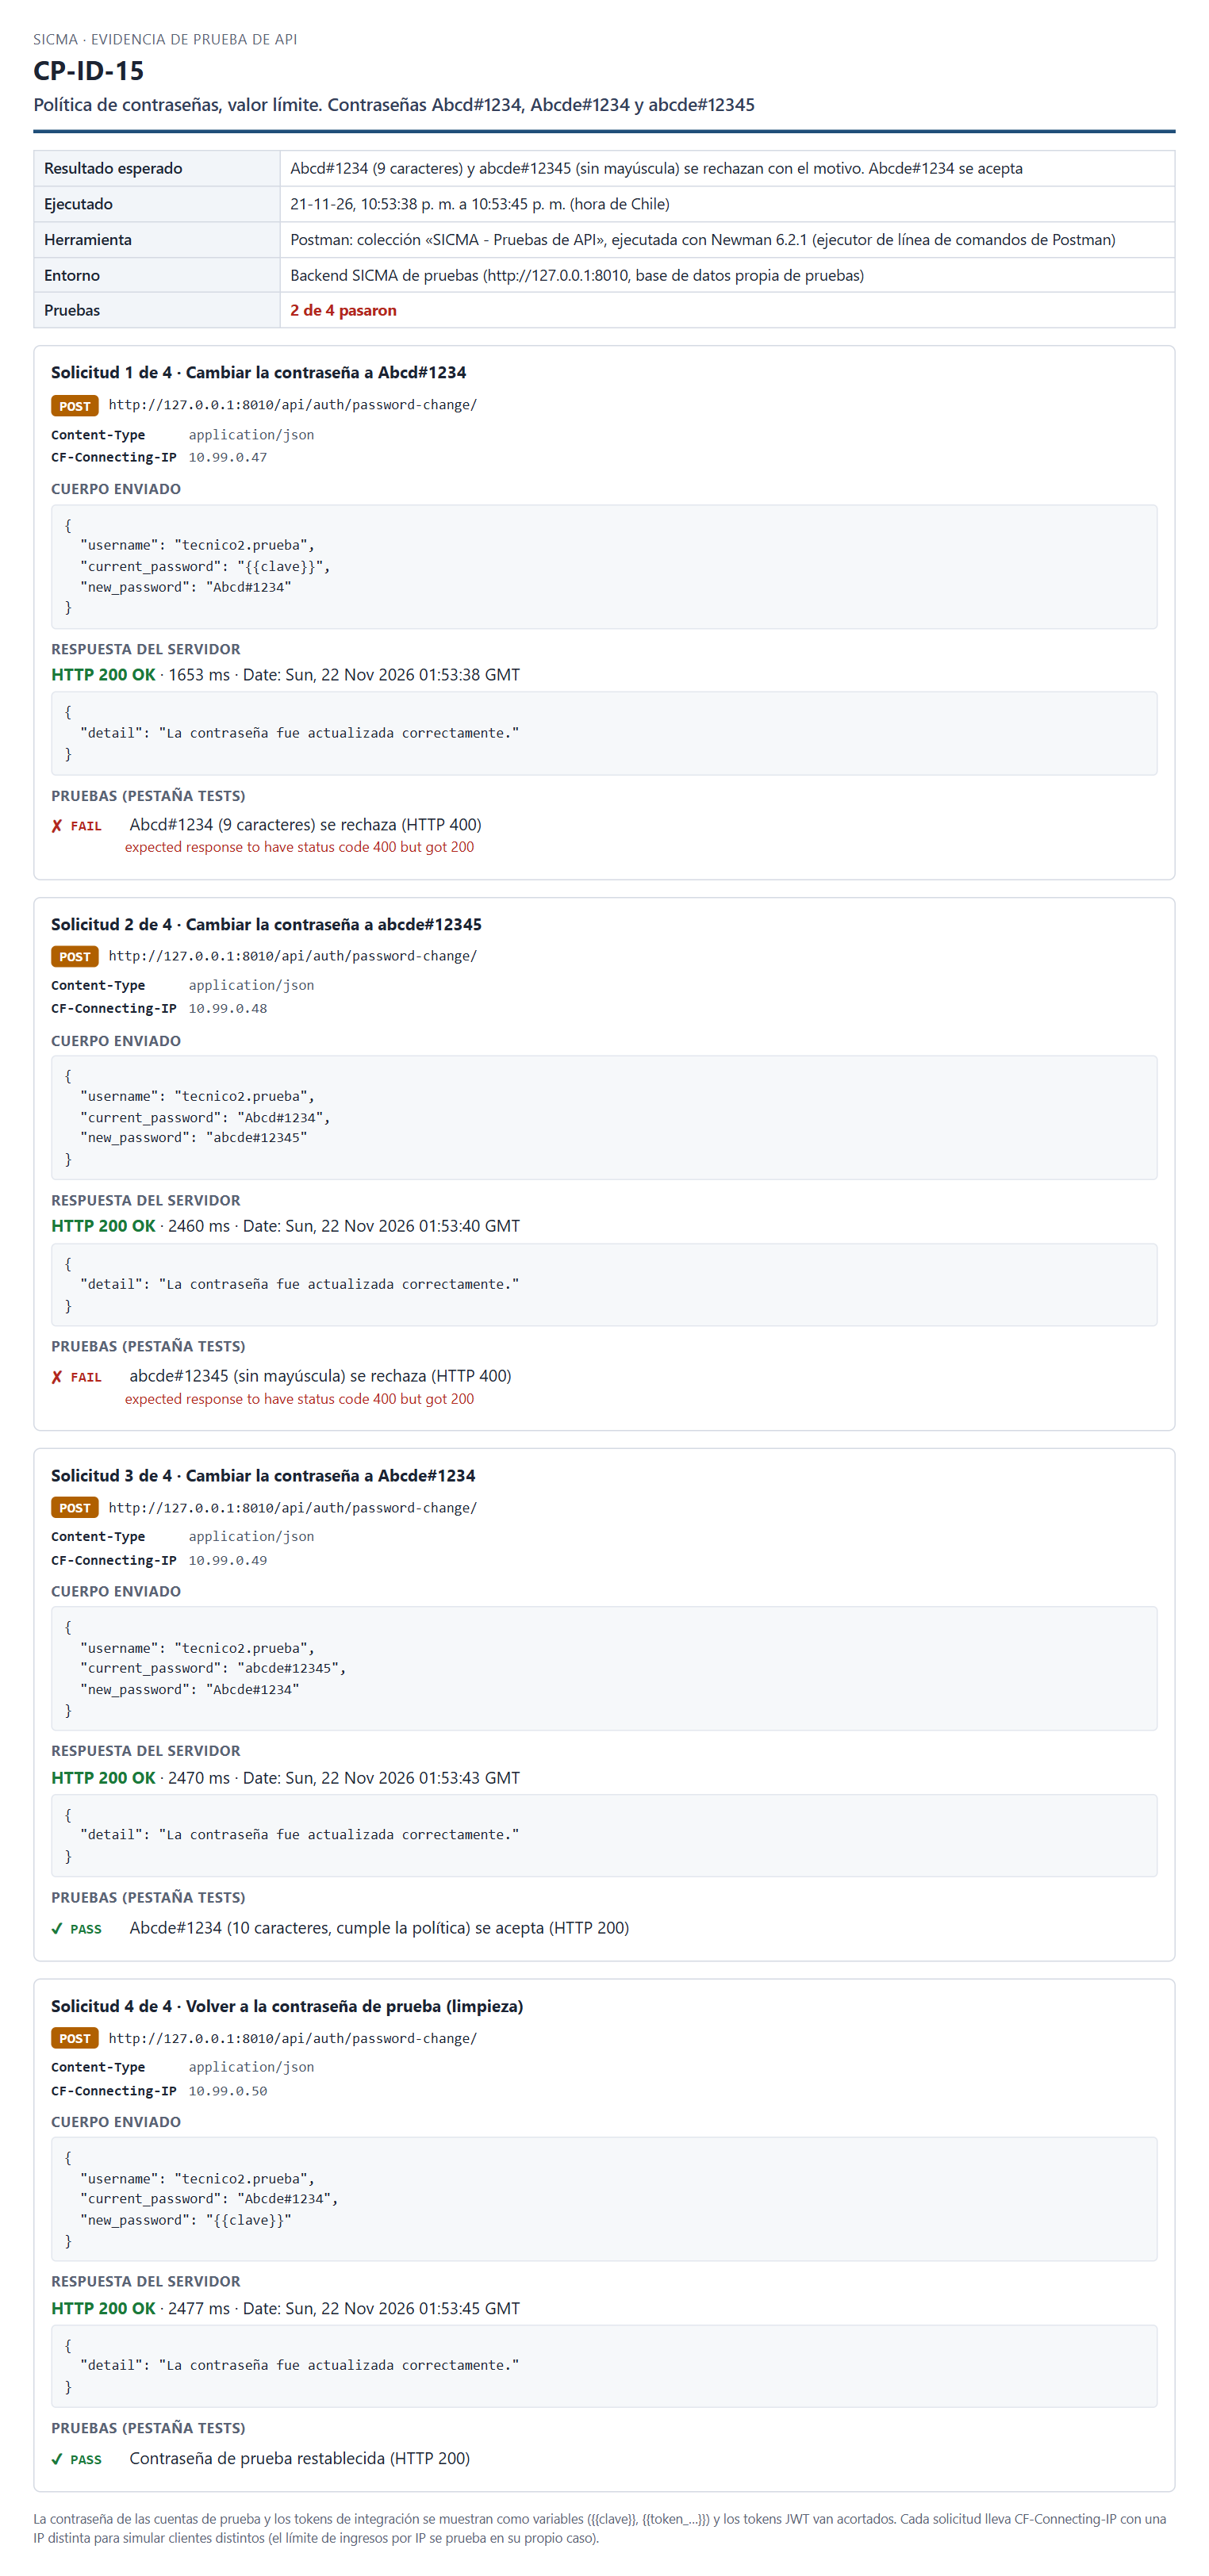 SICMA · EVIDENCIA DE PRUEBA DE API
CP-ID-15
Política de contraseñas, valor límite. Contraseñas Abcd#1234, Abcde#1234 y abcde#12345
Resultado esperado Abcd#1234 (9 caracteres) y abcde#12345 (sin mayúscula) se rechazan con el motivo. Abcde#1234 se acepta
Ejecutado 21-11-26, 10:53:38 p. m. a 10:53:45 p. m. (hora de Chile)
Herramienta Postman: colección «SICMA - Pruebas de API», ejecutada con Newman 6.2.1 (ejecutor de línea de comandos de Postman)
Entorno Backend SICMA de pruebas (http://127.0.0.1:8010, base de datos propia de pruebas)
Pruebas 2 de 4 pasaron
Solicitud 1 de 4 · Cambiar la contraseña a Abcd#1234
POST http://127.0.0.1:8010/api/auth/password-change/
Content-Type application/json
CF-Connecting-IP 10.99.0.47
CUERPO ENVIADO
{
"username": "tecnico2.prueba",
"current_password": "{{clave}}",
"new_password": "Abcd#1234"
}
RESPUESTA DEL SERVIDOR
HTTP 200 OK · 1653 ms · Date: Sun, 22 Nov 2026 01:53:38 GMT
{
"detail": "La contraseña fue actualizada correctamente."
}
PRUEBAS (PESTAÑA TESTS)
✗ FAIL Abcd#1234 (9 caracteres) se rechaza (HTTP 400)
expected response to have status code 400 but got 200
Solicitud 2 de 4 · Cambiar la contraseña a abcde#12345
POST http://127.0.0.1:8010/api/auth/password-change/
Content-Type application/json
CF-Connecting-IP 10.99.0.48
CUERPO ENVIADO
{
"username": "tecnico2.prueba",
"current_password": "Abcd#1234",
"new_password": "abcde#12345"
}
RESPUESTA DEL SERVIDOR
HTTP 200 OK · 2460 ms · Date: Sun, 22 Nov 2026 01:53:40 GMT
{
"detail": "La contraseña fue actualizada correctamente."
}
PRUEBAS (PESTAÑA TESTS)
✗ FAIL abcde#12345 (sin mayúscula) se rechaza (HTTP 400)
expected response to have status code 400 but got 200
Solicitud 3 de 4 · Cambiar la contraseña a Abcde#1234
POST http://127.0.0.1:8010/api/auth/password-change/
Content-Type application/json
CF-Connecting-IP 10.99.0.49
CUERPO ENVIADO
{
"username": "tecnico2.prueba",
"current_password": "abcde#12345",
"new_password": "Abcde#1234"
}
RESPUESTA DEL SERVIDOR
HTTP 200 OK · 2470 ms · Date: Sun, 22 Nov 2026 01:53:43 GMT
{
"detail": "La contraseña fue actualizada correctamente."
}
PRUEBAS (PESTAÑA TESTS)
✓ PASS Abcde#1234 (10 caracteres, cumple la política) se acepta (HTTP 200)
Solicitud 4 de 4 · Volver a la contraseña de prueba (limpieza)
POST http://127.0.0.1:8010/api/auth/password-change/
Content-Type application/json
CF-Connecting-IP 10.99.0.50
CUERPO ENVIADO
{
"username": "tecnico2.prueba",
"current_password": "Abcde#1234",
"new_password": "{{clave}}"
}
RESPUESTA DEL SERVIDOR
HTTP 200 OK · 2477 ms · Date: Sun, 22 Nov 2026 01:53:45 GMT
{
"detail": "La contraseña fue actualizada correctamente."
}
PRUEBAS (PESTAÑA TESTS)
✓ PASS Contraseña de prueba restablecida (HTTP 200)
La contraseña de las cuentas de prueba y los tokens de integración se muestran como variables ({{clave}}, {{token_…}}) y los tokens JWT van acortados. Cada solicitud lleva CF-Connecting-IP con una
IP distinta para simular clientes distintos (el límite de ingresos por IP se prueba en su propio caso).